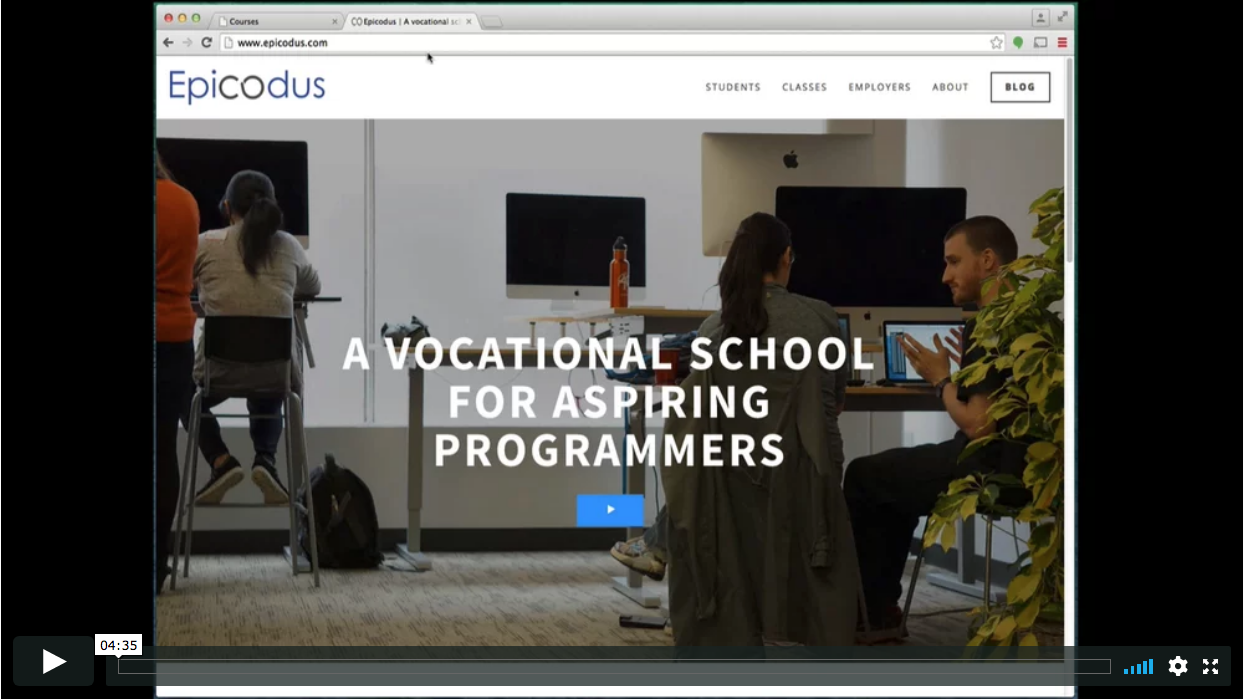 Courses
Epicodus | A vocational sc
www.epicodus.com
Epicodus
STUDENTS CLASSES EMPLOYERS ABOUT BLOG
A VOCATIONAL SCHOOL
FOR ASPIRING
PROGRAMMERS
04:35